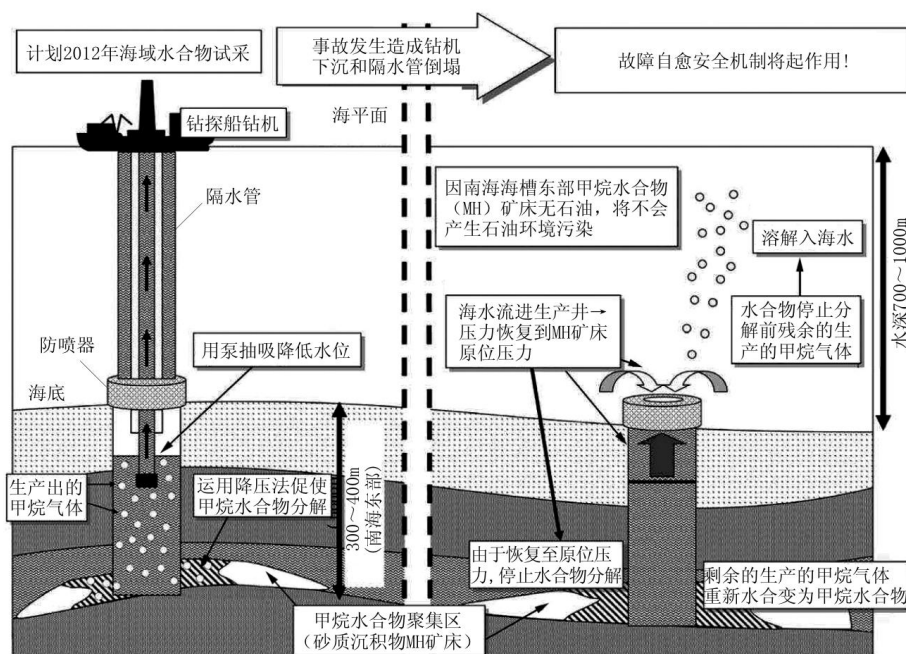 计划2012年海域水合物试采
事故发生造成钻机
下沉和隔水管倒塌
故障自愈安全机制将起作用!
海平面
钻探船钻机
隔水管
因南海海槽东部甲烷水合物
（MH）矿床无石油，将不会
产生石油环境污染
溶解入海水
水深700～1000m
海水流进生产井→
压力恢复到MH矿床
原位压力
水合物停止分
解前残余的生
产的甲烷气体
防喷器
用泵抽吸降低水位
海底
生产出的
甲烷气体
运用降压法促使
甲烷水合物分解
300～400m
(南海东部)
由于恢复至原位压
力,停止水合物分解
剩余的生产的甲烷气体
重新水合变为甲烷水合物
甲烷水合物聚集区
（砂质沉积物MH矿床）